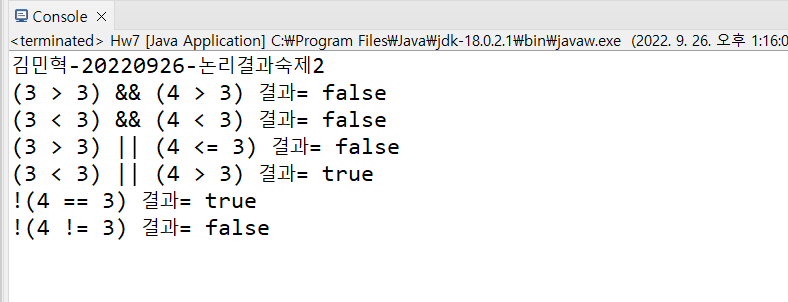 Console
<terminated> Hw7 [Java Application] C:₩Program Files₩Java₩jdk-18.0.2.1₩bin₩javaw.exe (2022. 9. 26. 오후 1:16:0
김민혁-20220926-논리결과숙제2
(3 > 3) && (4 > 3) 결과= false
(3 < 3) && (4 < 3) 결과= false
(3 > 3) || (4 <= 3) 결과= false
(3 < 3) || (4 > 3) 결과= true
!(4 == 3) 결과= true
!(4 != 3) 결과= false